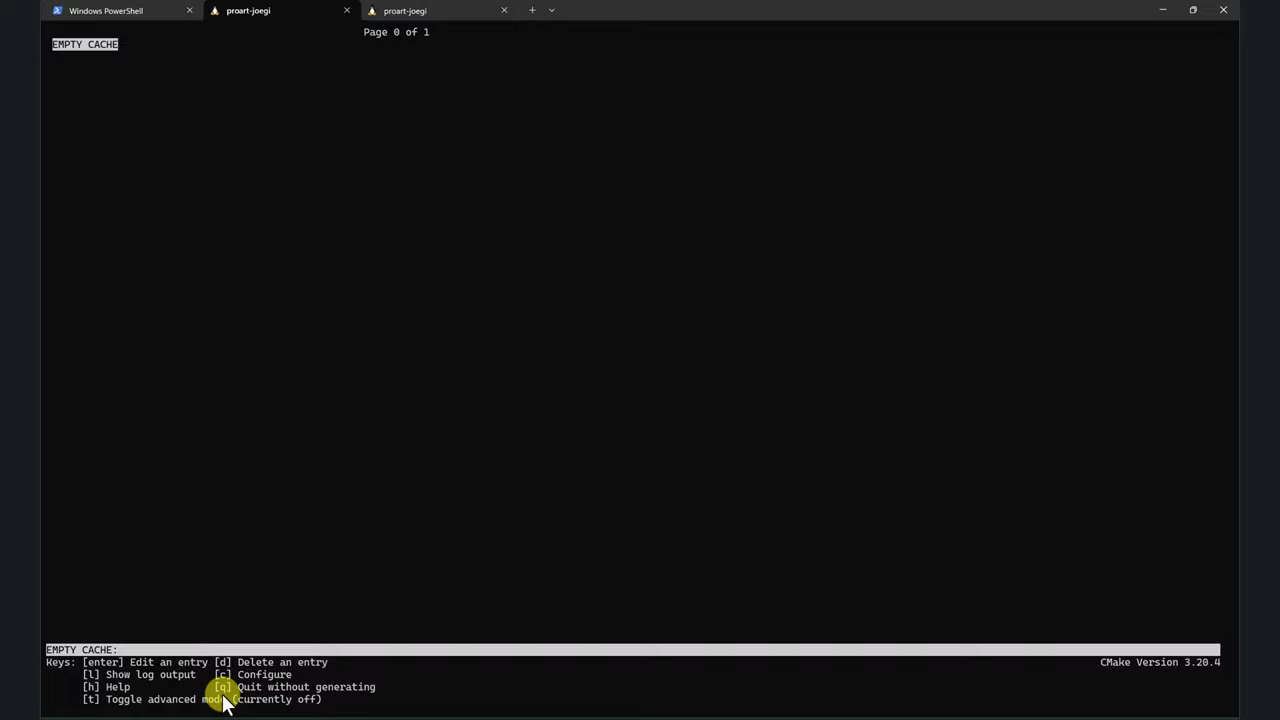 Windows PowerShell
proart-joegi
proart-joegi
Page 0 of 1
EMPTY CACHE
EMPTY CACHE:
Keys: [enter] Edit an entry [d] Delete an entry
CMake Version 3.20.4
[l] Show log output [c] Configure
[h] Help [q] Quit without generating
[t] Toggle advanced mode (currently off)